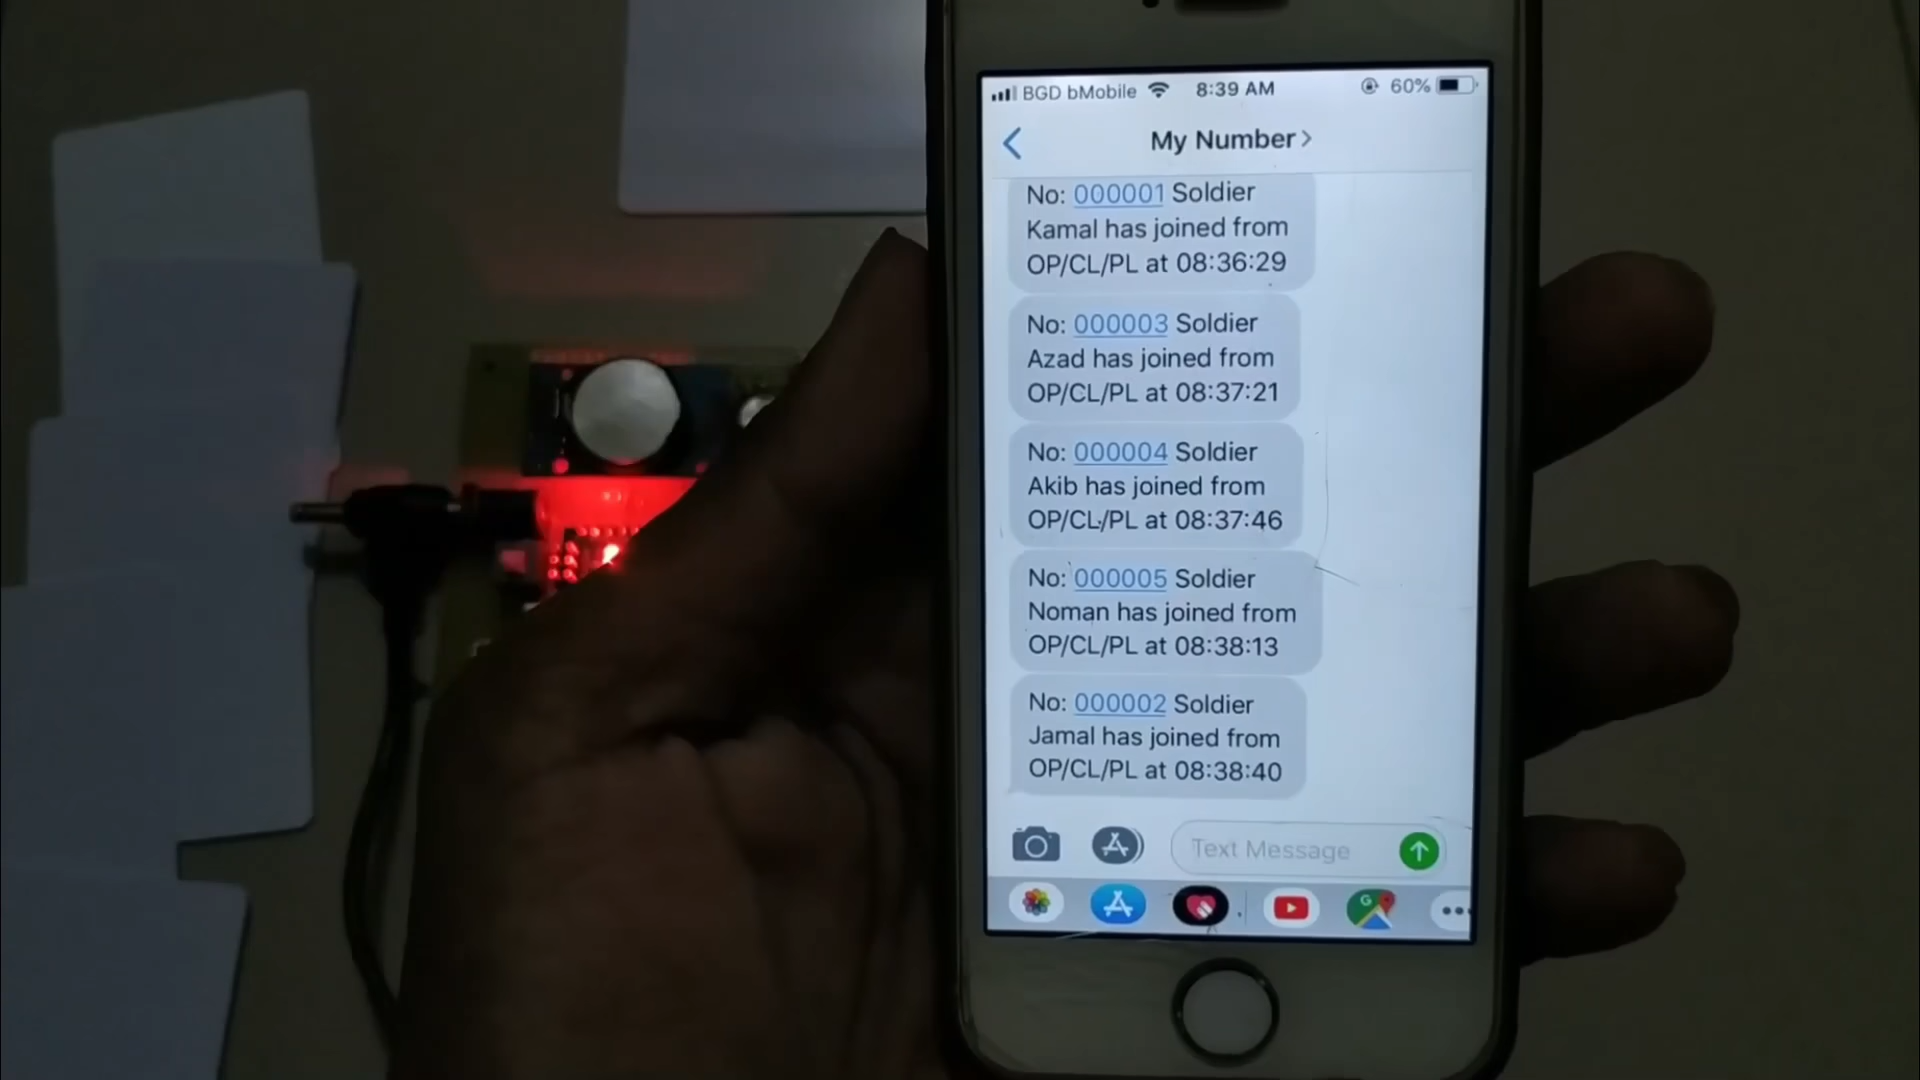 BGD bMobile 8:39 AM 60%
My Number
No: 000001 Soldier
Kamal has joined from
OP/CL/PL at 08:36:29
No: 000003 Soldier
Azad has joined from
OP/CL/PL at 08:37:21
No: 000004 Soldier
Akib has joined from
OP/CL/PL at 08:37:46
No: 000005 Soldier
Noman has joined from
OP/CL/PL at 08:38:13
No: 000002 Soldier
Jamal has joined from
OP/CL/PL at 08:38:40
Text Message